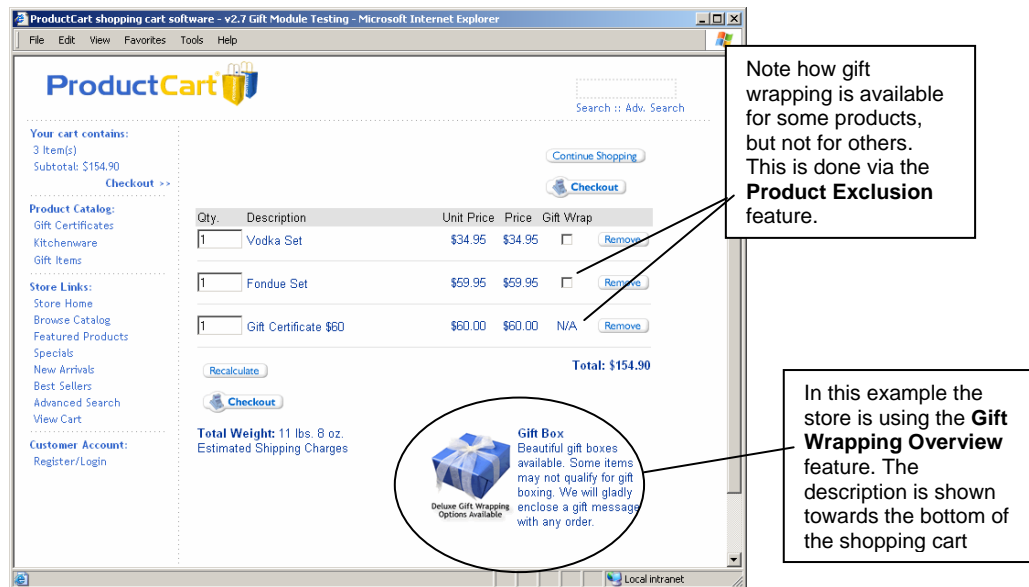 ProductCart shopping cart software - v2.7 Gift Module Testing - Microsoft Internet Explorer
File Edit View Favorites Tools Help
ProductCart
Search :: Adv. Search
Your cart contains:
3 Item(s)
Subtotal: $154.90
Checkout >>
Product Catalog:
Gift Certificates
Kitchenware
Gift Items
Store Links:
Store Home
Browse Catalog
Featured Products
Specials
New Arrivals
Best Sellers
Advanced Search
View Cart
Customer Account:
Register/Login
Continue Shopping
Checkout
Qty. Description Unit Price Price Gift Wrap
1 Vodka Set $34.95 $34.95 Remove
1 Fondue Set $59.95 $59.95 Remove
1 Gift Certificate $60 $60.00 $60.00 N/A Remove
Total: $154.90
Recalculate
Checkout
Total Weight: 11 lbs. 8 oz.
Estimated Shipping Charges
Deluxe Gift Wrapping
Options Available
Gift Box
Beautiful gift boxes
available. Some items
may not qualify for gift
boxing. We will gladly
enclose a gift message
with any order.
Local intranet
Note how gift
wrapping is available
for some products,
but not for others.
This is done via the
Product Exclusion
feature.
In this example the
store is using the Gift
Wrapping Overview
feature. The
description is shown
towards the bottom of
the shopping cart